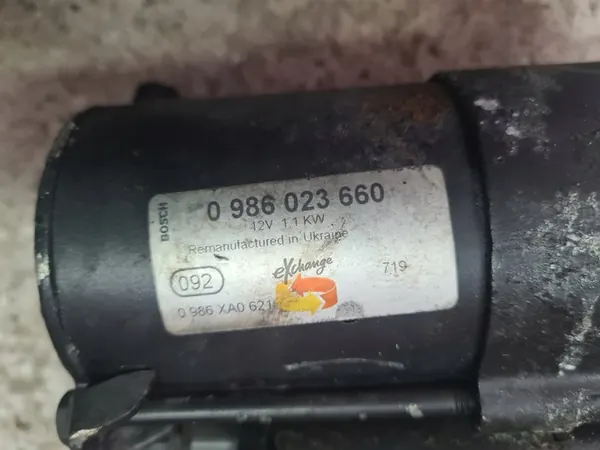 BOSCH
0 986 023 660
12V 1.1 KW
Remanufactured in Ukraine
eXchange
719
092
0 986 XA0 621